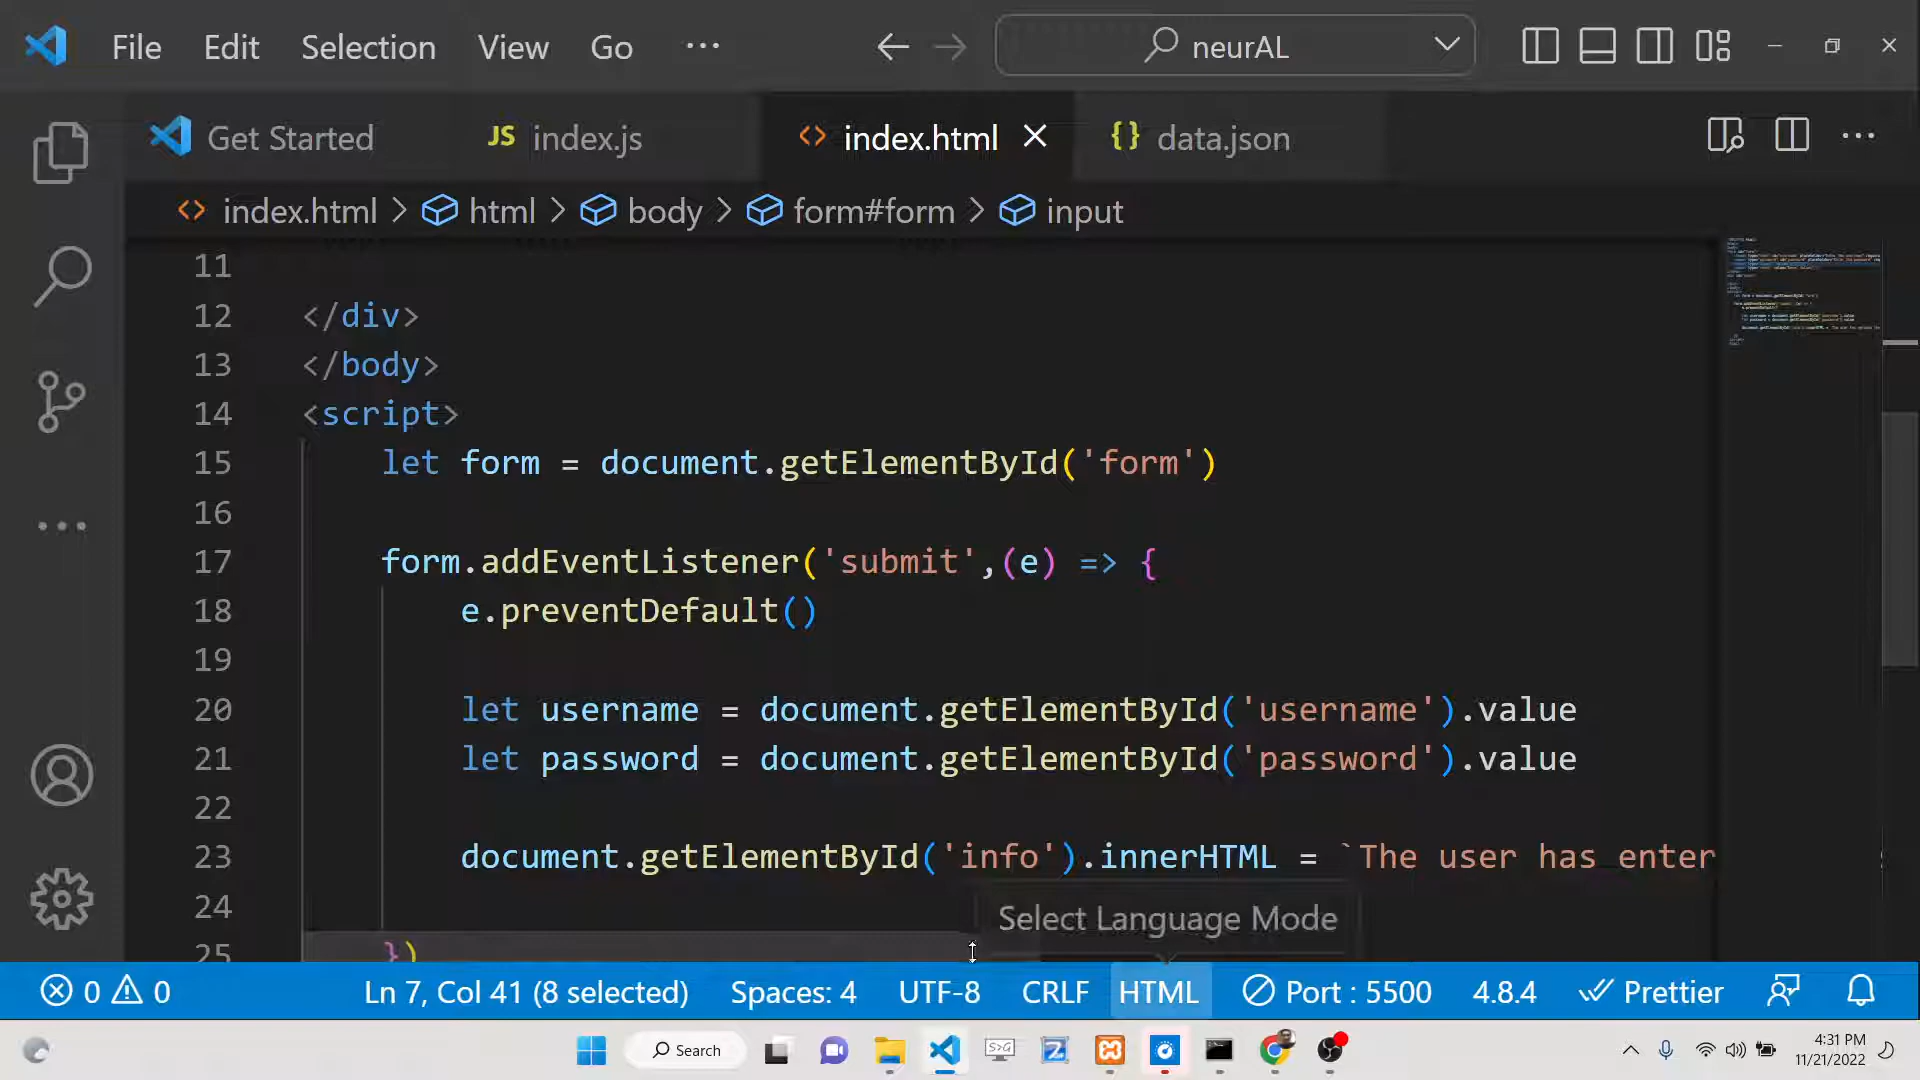 File Edit Selection View Go ··· neurAL
Get Started JS index.js index.html data.json
index.html > html > body > form#form > input
11
12 </div>
13 </body>
14 <script>
15 let form = document.getElementById('form')
16
17 form.addEventListener('submit',(e) => {
18 e.preventDefault()
19
20 let username = document.getElementById('username').value
21 let password = document.getElementById('password').value
22
23 document.getElementById('info').innerHTML = `The user has enter
24
Select Language Mode
25 })
0 0 Ln 7, Col 41 (8 selected) Spaces: 4 UTF-8 CRLF HTML Port : 5500 4.8.4 Prettier
Search
4:31 PM
11/21/2022